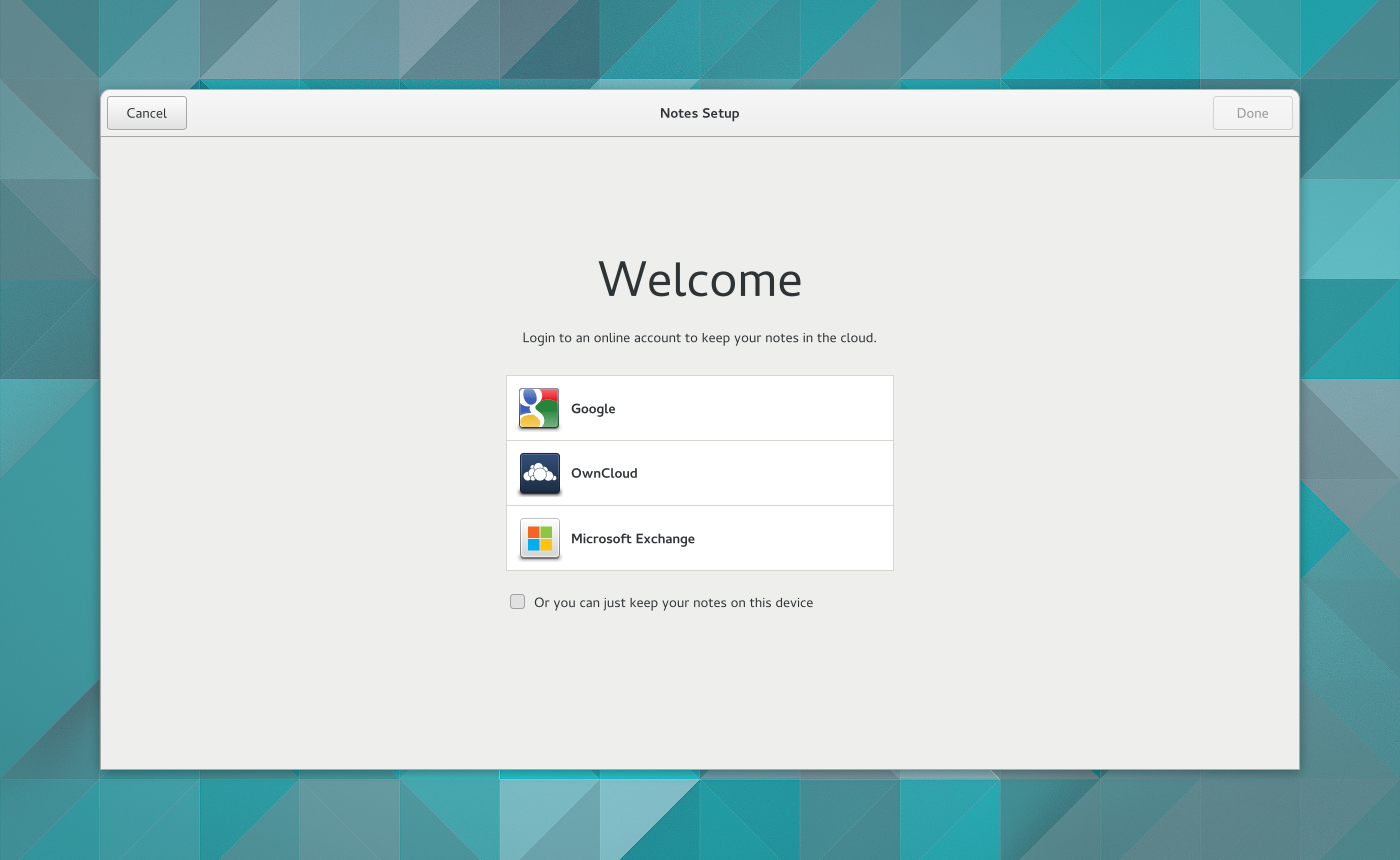 Cancel
Notes Setup
Done
Welcome
Login to an online account to keep your notes in the cloud.
Google
OwnCloud
Microsoft Exchange
Or you can just keep your notes on this device